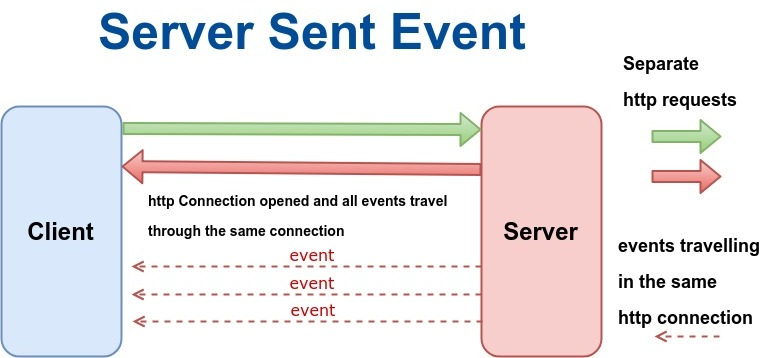 Server Sent Event
Separate
http requests
http Connection opened and all events travel
through the same connection
Client
Server
event
event
event
events travelling
in the same
http connection